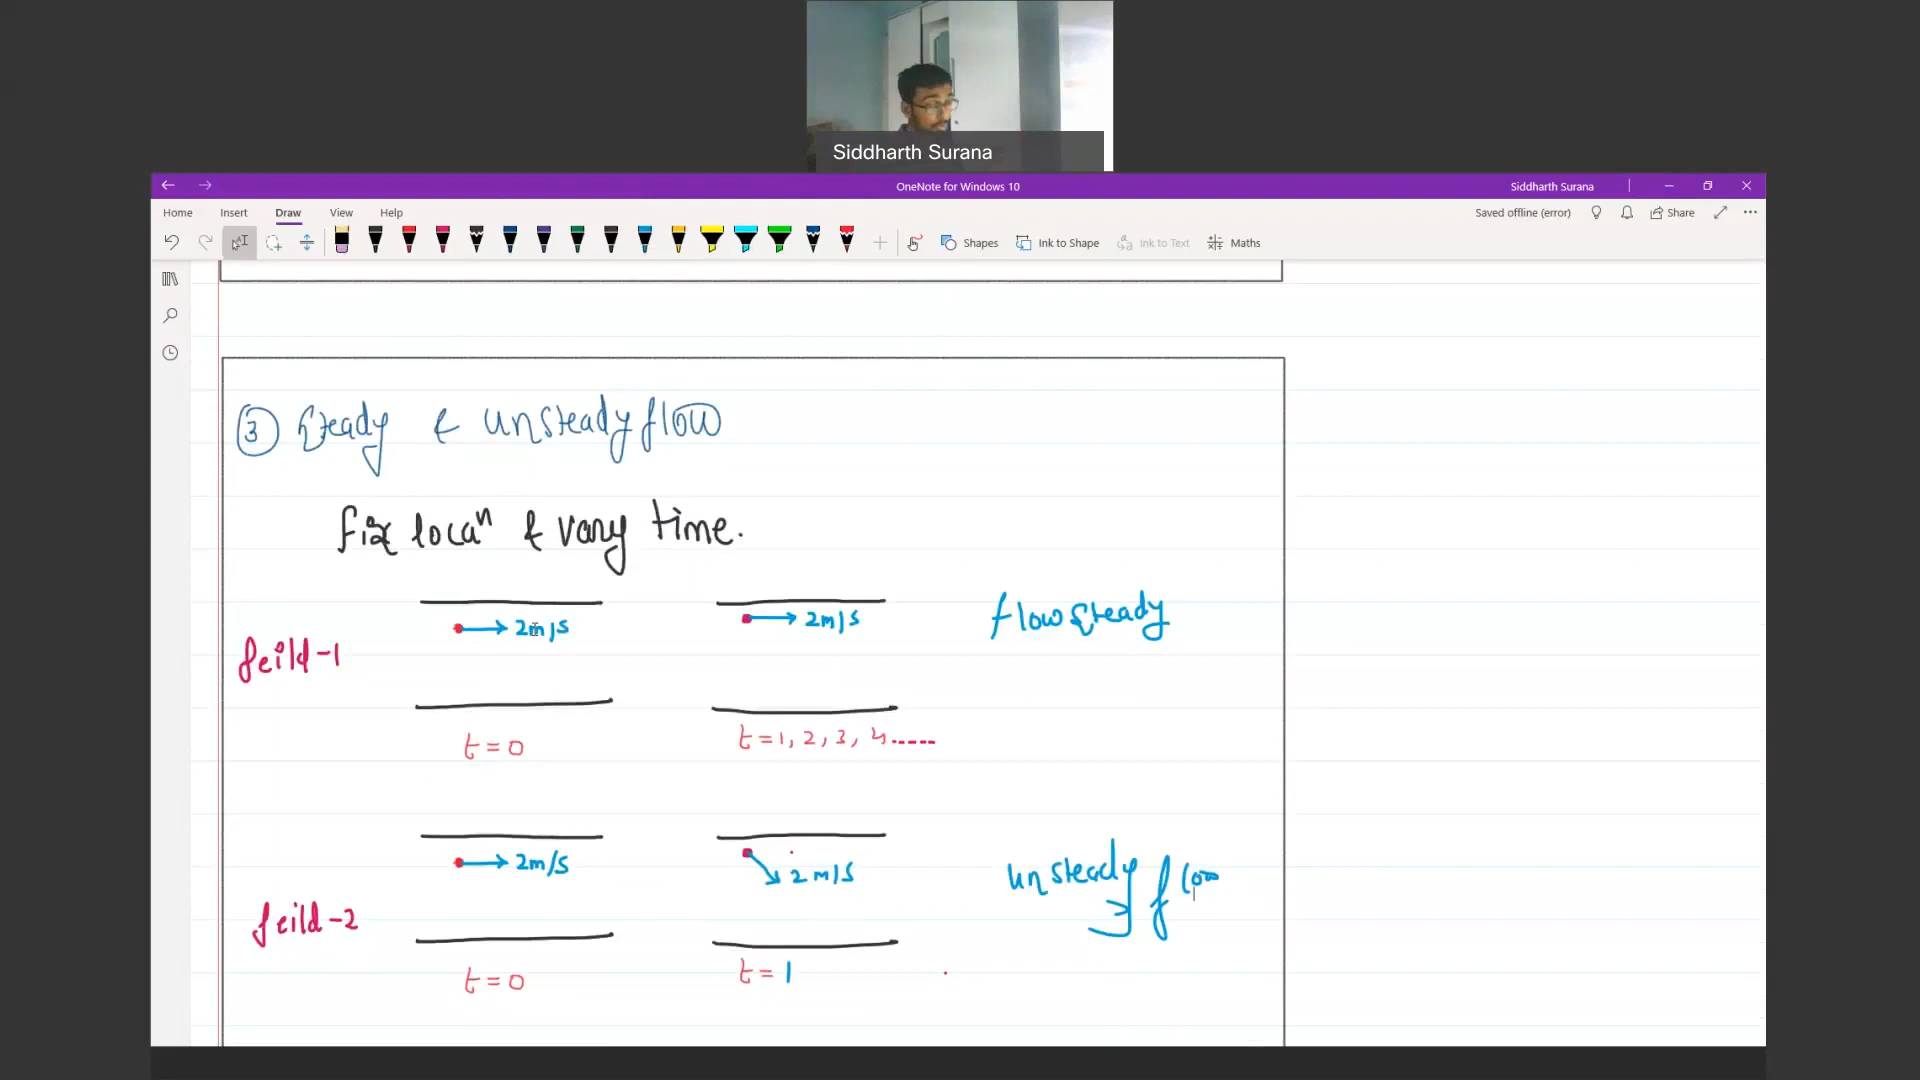 Siddharth Surana
OneNote for Windows 10
Siddharth Surana
Home Insert Draw View Help
Saved offline (error) Share
Shapes Ink to Shape Ink to Text Maths
③ Steady & unsteady flow
fix locaⁿ & vary time.
2m/s 2m/s flow steady
feild-1
t = 0 t = 1, 2, 3, 4......
2m/s 2m/s unsteady flow
feild-2
t = 0 t = 1